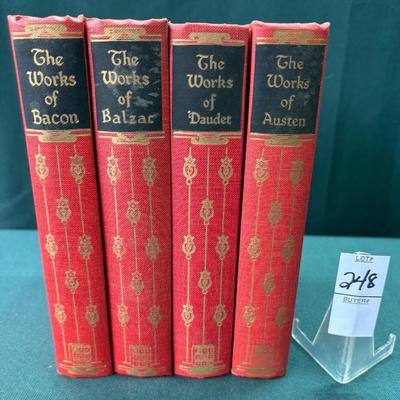 The
Works
of
Bacon
The
Works
of
Balzac
The
Works
of
Daudet
The
Works
of
Austen
LOT#
248
BUYER#